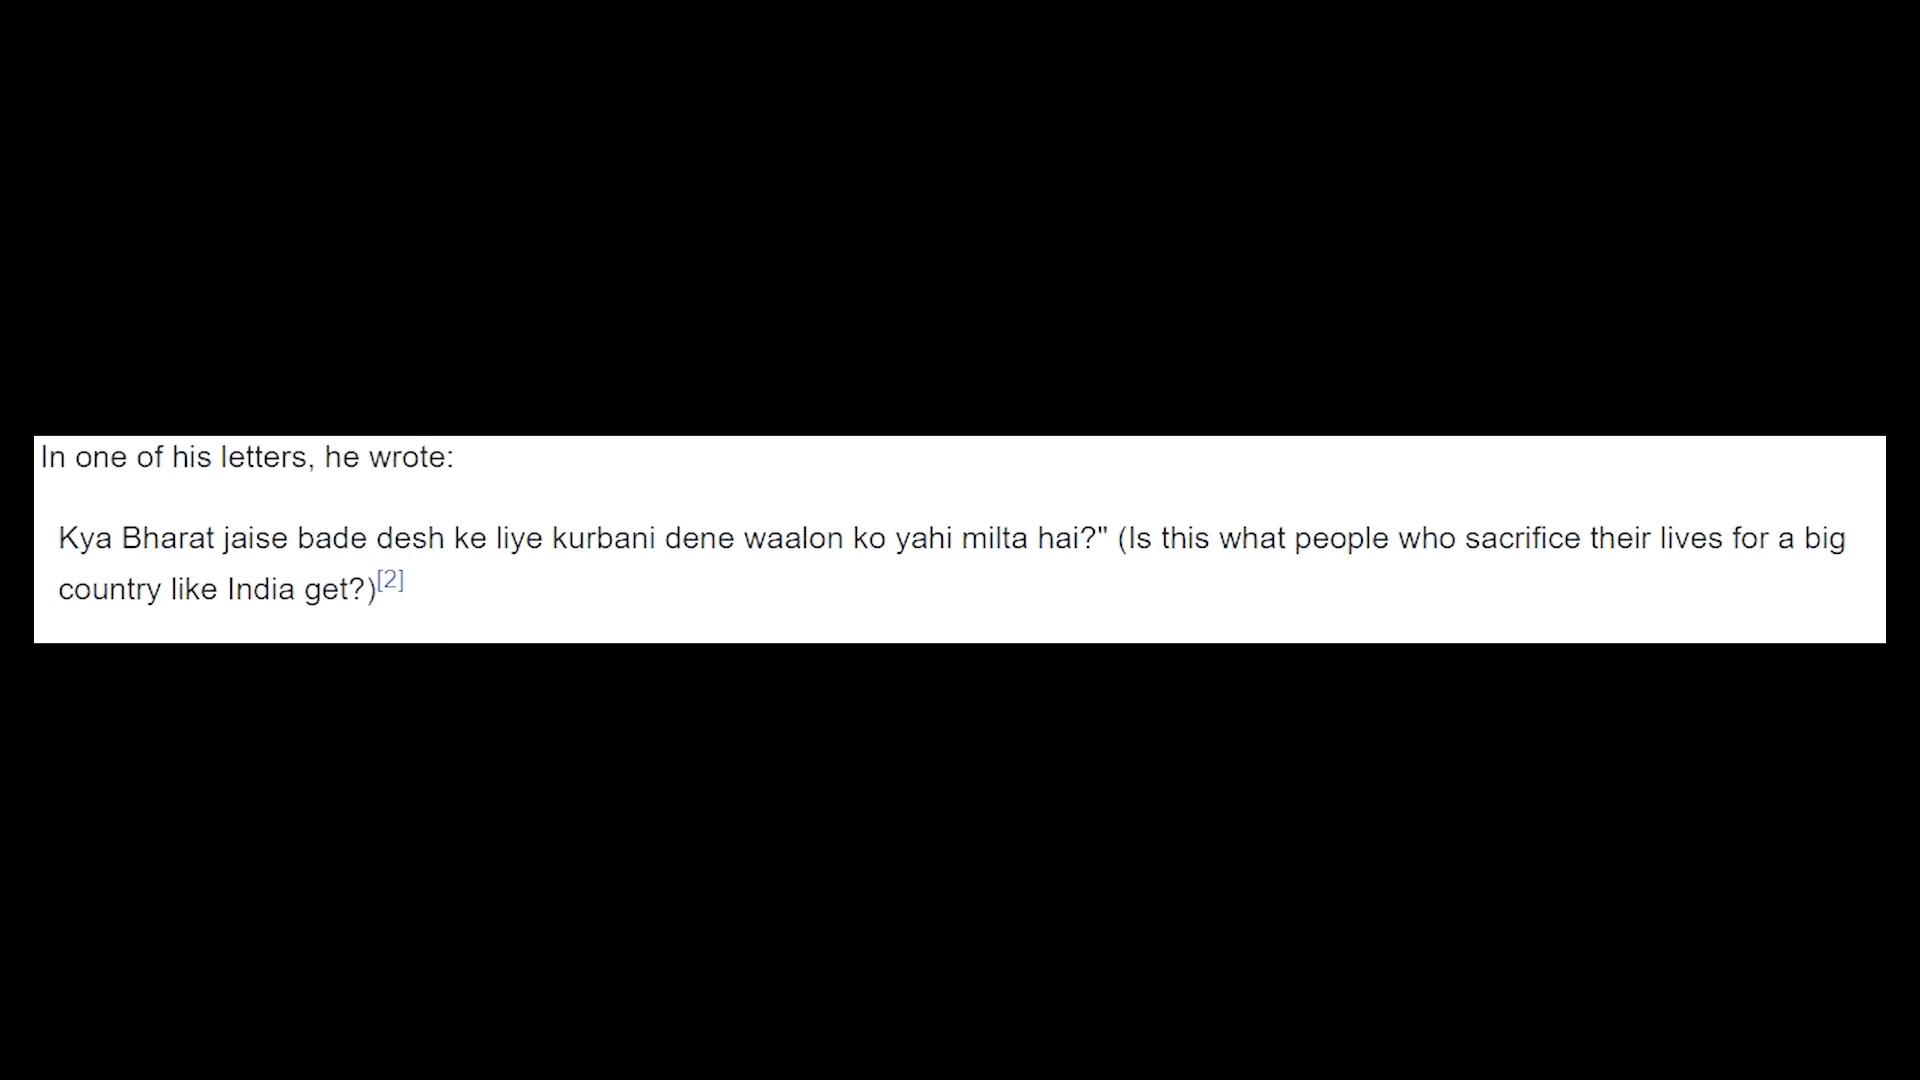 In one of his letters, he wrote:
Kya Bharat jaise bade desh ke liye kurbani dene waalon ko yahi milta hai?" (Is this what people who sacrifice their lives for a big
country like India get?)[2]